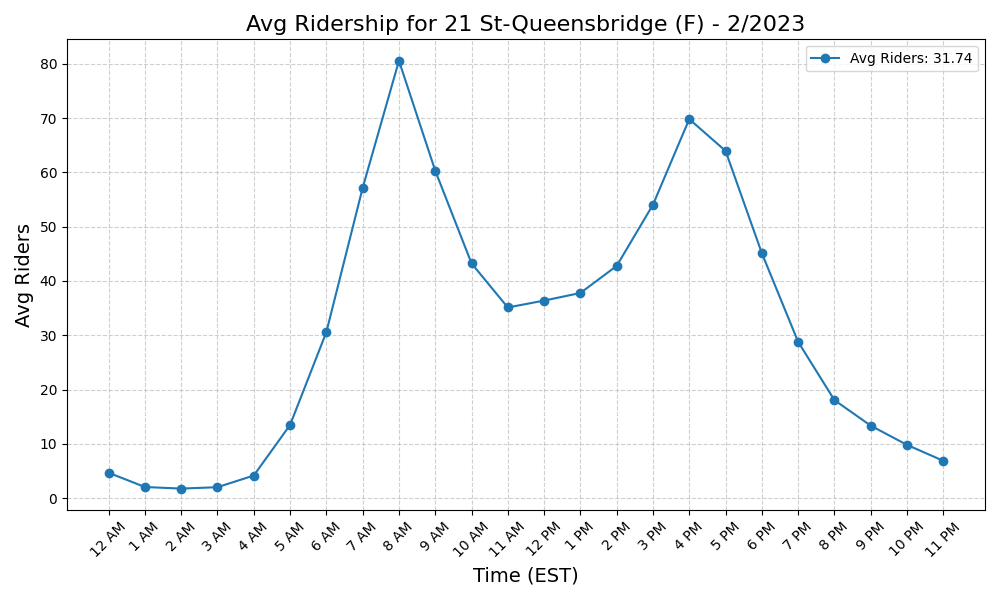 Avg Ridership for 21 St-Queensbridge (F) - 2/2023
Avg Riders: 31.74
Avg Riders
80
70
60
50
40
30
20
10
0
12 AM
1 AM
2 AM
3 AM
4 AM
5 AM
6 AM
7 AM
8 AM
9 AM
10 AM
11 AM
12 PM
1 PM
2 PM
3 PM
4 PM
5 PM
6 PM
7 PM
8 PM
9 PM
10 PM
11 PM
Time (EST)